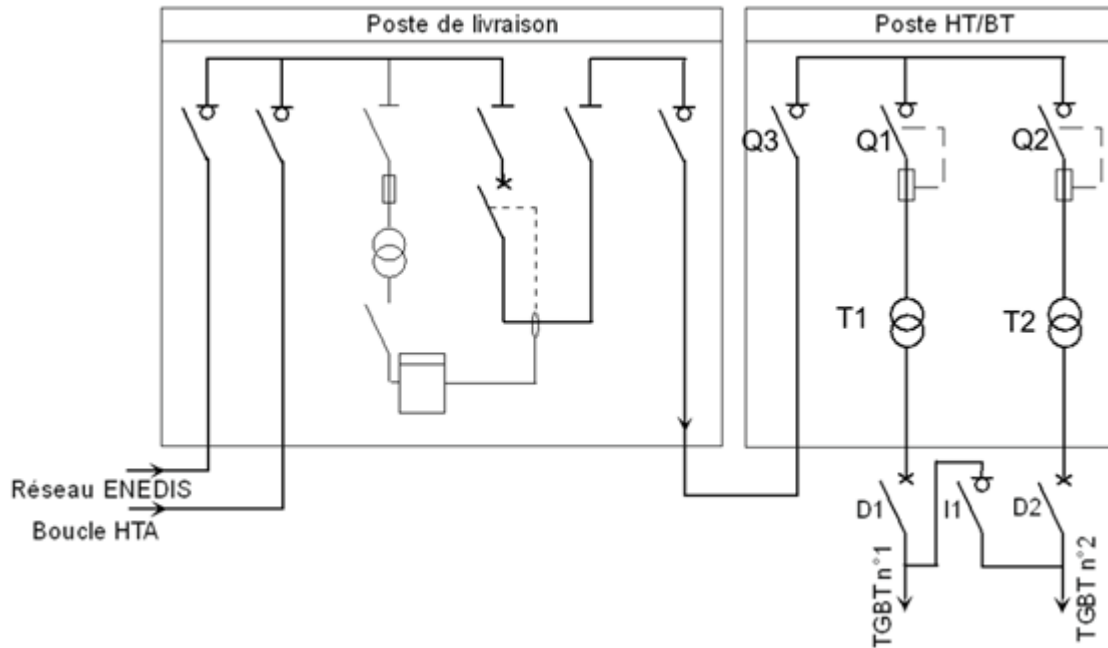 Poste de livraison
Poste HT/BT
Q3
Q1
Q2
T1
T2
Réseau ENEDIS
Boucle HTA
D1
I1
D2
TGBT n°1
TGBT n°2